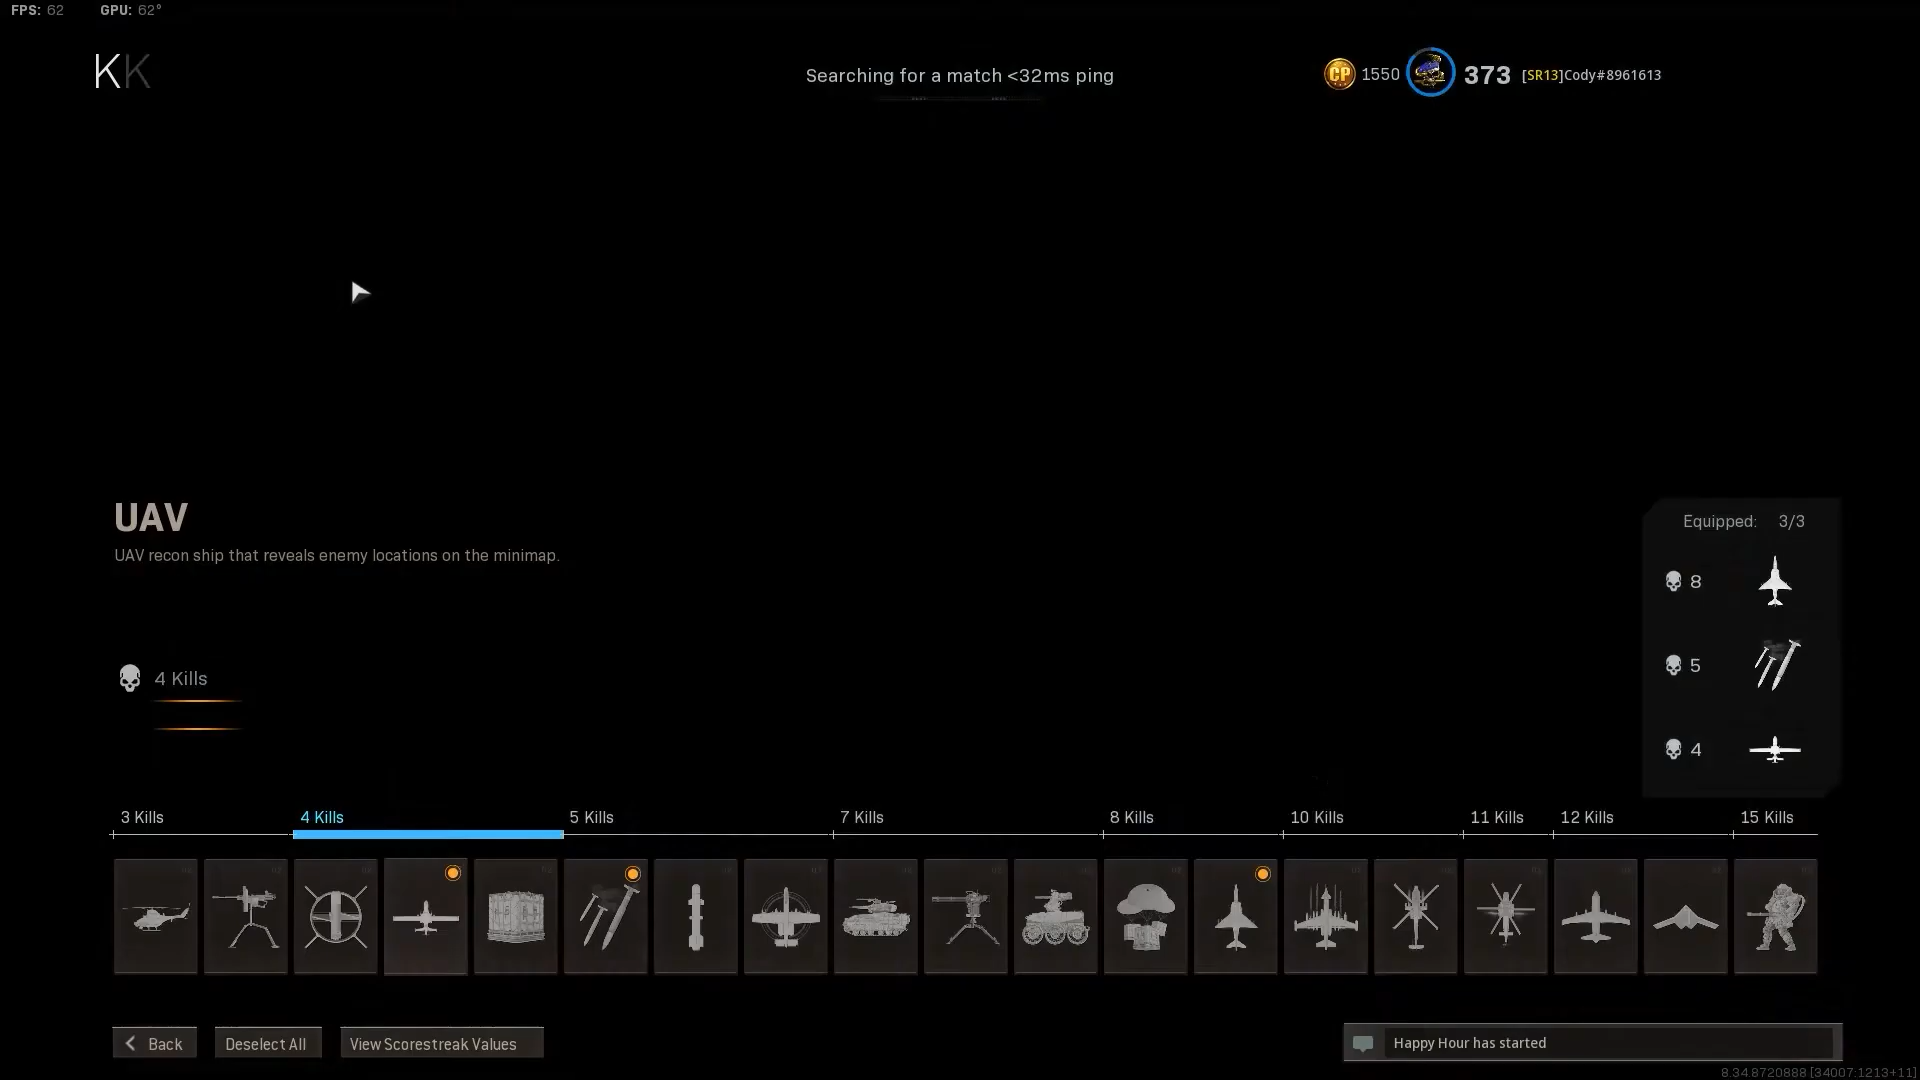 FPS: 62 GPU: 62°
KK
Searching for a match <32ms ping
CP 1550 373 [SR13]Cody#8961613
UAV
UAV recon ship that reveals enemy locations on the minimap.
4 Kills
Equipped: 3/3
8
5
4
3 Kills 4 Kills 5 Kills 7 Kills 8 Kills 10 Kills 11 Kills 12 Kills 15 Kills
Back Deselect All View Scorestreak Values
Happy Hour has started
8.34.8720888 [34007:1213+11]